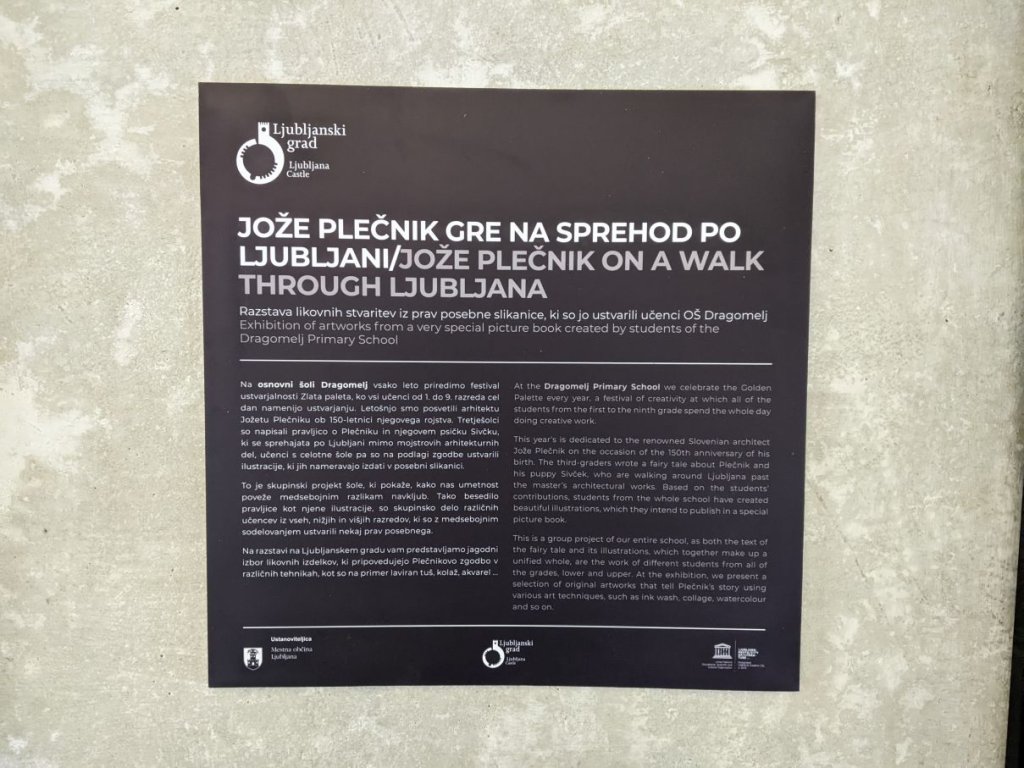 Ljubljanski
grad
Ljubljana
Castle
JOŽE PLEČNIK GRE NA SPREHOD PO
LJUBLJANI/JOŽE PLEČNIK ON A WALK
THROUGH LJUBLJANA
Razstava likovnih stvaritev iz prav posebne slikanice, ki so jo ustvarili učenci OŠ Dragomelj
Exhibition of artworks from a very special picture book created by students of the
Dragomelj Primary School
Na osnovni šoli Dragomelj vsako leto priredimo festival
ustvarjalnosti Zlata paleta, ko vsi učenci od 1. do 9. razreda cel
dan namenijo ustvarjanju. Letošnjo smo posvetili arhitektu
Jožetu Plečniku ob 150-letnici njegovega rojstva. Tretješolci
so napisali pravljico o Plečniku in njegovem psičku Sivčku,
ki se sprehajata po Ljubljani mimo mojstrovih arhitekturnih
del, učenci s celotne šole pa so na podlagi zgodbe ustvarili
ilustracije, ki jih nameravajo izdati v posebni slikanici.
To je skupinski projekt šole, ki pokaže, kako nas umetnost
poveže medsebojnim razlikam navkljub. Tako besedilo
pravljice kot njene ilustracije, so skupinsko delo različnih
učencev iz vseh, nižjih in višjih razredov, ki so z medsebojnim
sodelovanjem ustvarili nekaj prav posebnega.
Na razstavi na Ljubljanskem gradu vam predstavljamo jagodni
izbor likovnih izdelkov, ki pripovedujejo Plečnikovo zgodbo v
različnih tehnikah, kot so na primer laviran tuš, kolaž, akvarel ...
At the Dragomelj Primary School we celebrate the Golden
Palette every year, a festival of creativity at which all of the
students from the first to the ninth grade spend the whole day
doing creative work.
This year's is dedicated to the renowned Slovenian architect
Jože Plečnik on the occasion of the 150th anniversary of his
birth. The third-graders wrote a fairy tale about Plečnik and
his puppy Sivček, who are walking around Ljubljana past
the master's architectural works. Based on the students'
contributions, students from the whole school have created
beautiful illustrations, which they intend to publish in a special
picture book.
This is a group project of our entire school, as both the text of
the fairy tale and its illustrations, which together make up a
unified whole, are the work of different students from all of
the grades, lower and upper. At the exhibition, we present a
selection of original artworks that tell Plečnik's story using
various art techniques, such as ink wash, collage, watercolour
and so on.
Ustanoviteljica
Mestna občina
Ljubljana
Ljubljanski
grad
Ljubljana
Castle